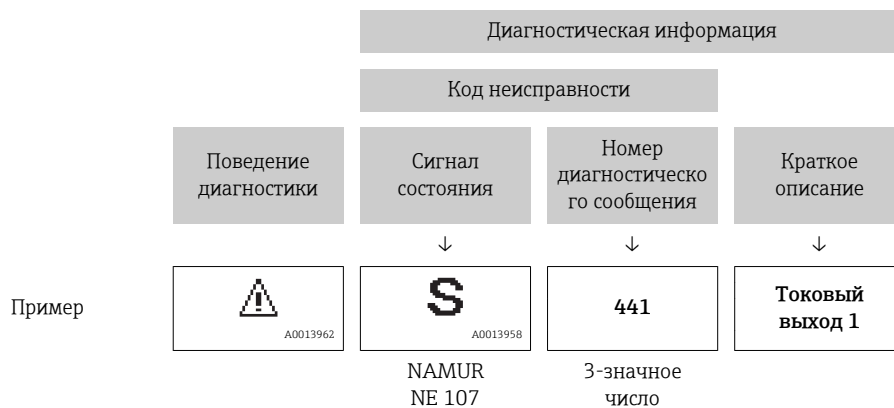 Диагностическая информация
Код неисправности
Поведение
диагностики
Сигнал
состояния
Номер
диагностическо
го сообщения
Краткое
описание
↓ ↓ ↓
Пример
A0013962
S
A0013958
441
Токовый
выход 1
NAMUR
NE 107
3-значное
число